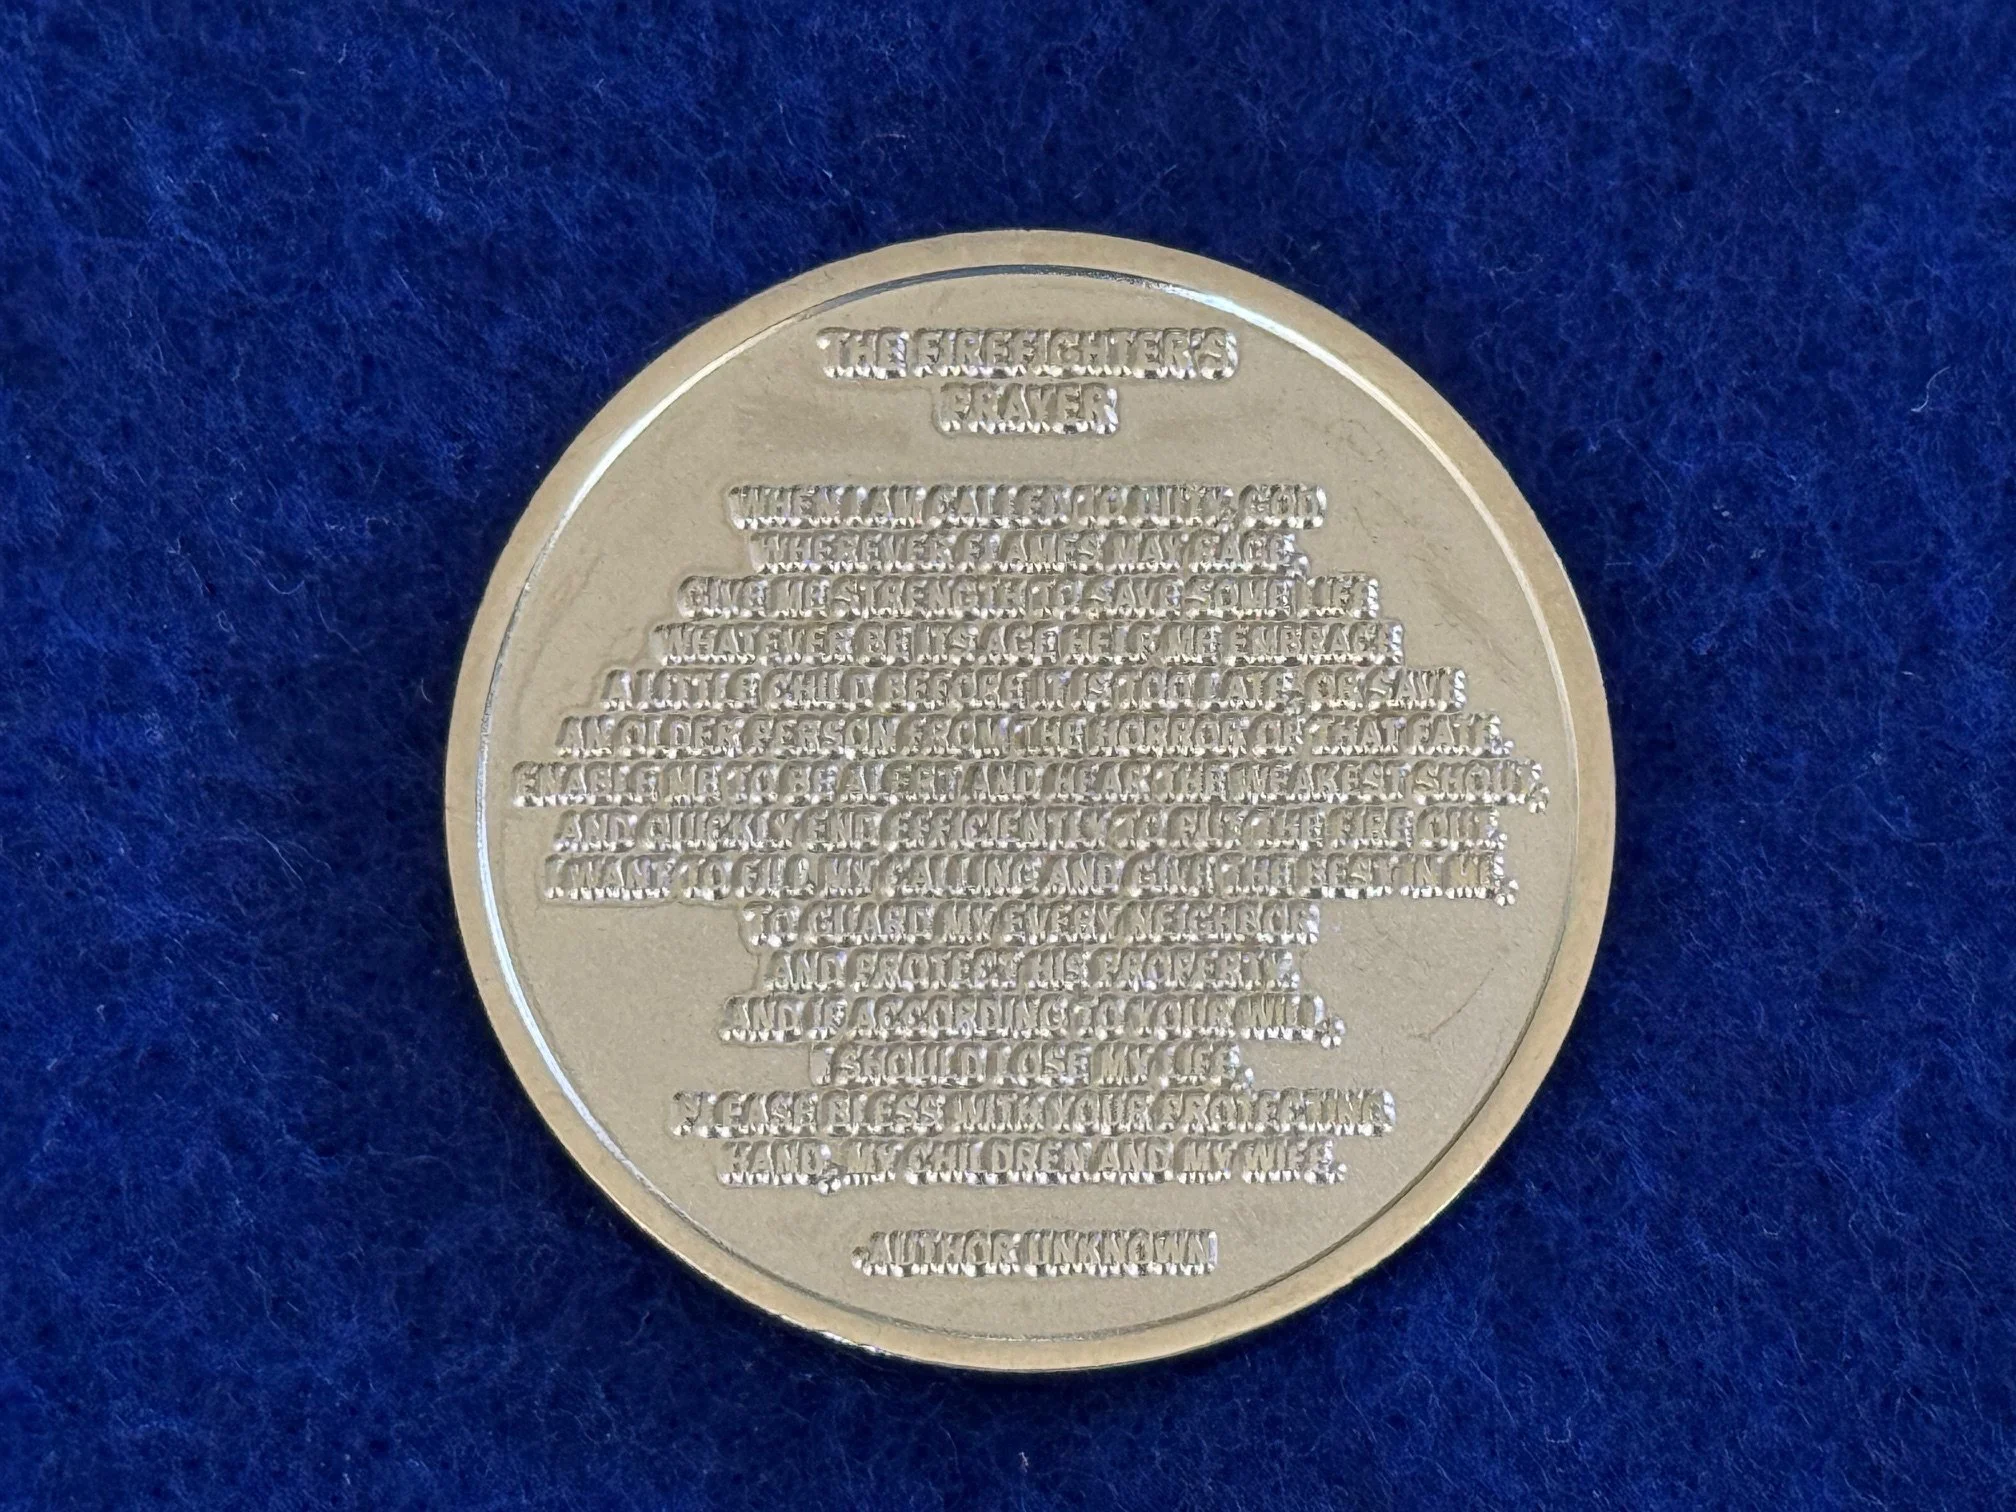 THE FIREFIGHTER'S
PRAYER
WHEN I AM CALLED TO DUTY, GOD
WHEREVER FLAMES MAY RAGE,
GIVE ME STRENGTH TO SAVE SOME LIFE
WHATEVER BE ITS AGE HELP ME EMBRACE
A LITTLE CHILD BEFORE IT IS TOO LATE, OR SAVE
AN OLDER PERSON FROM THE HORROR OF THAT FATE.
ENABLE ME TO BE ALERT AND HEAR THE WEAKEST SHOUT,
AND QUICKLY END EFFICIENTLY TO PUT THE FIRE OUT.
I WANT TO FILL MY CALLING AND GIVE THE BEST IN ME,
TO GUARD MY EVERY NEIGHBOR
AND PROTECT HIS PROPERTY.
AND IF ACCORDING TO YOUR WILL,
I SHOULD LOSE MY LIFE,
PLEASE BLESS WITH YOUR PROTECTING
HAND, MY CHILDREN AND MY WIFE.
-AUTHOR UNKNOWN